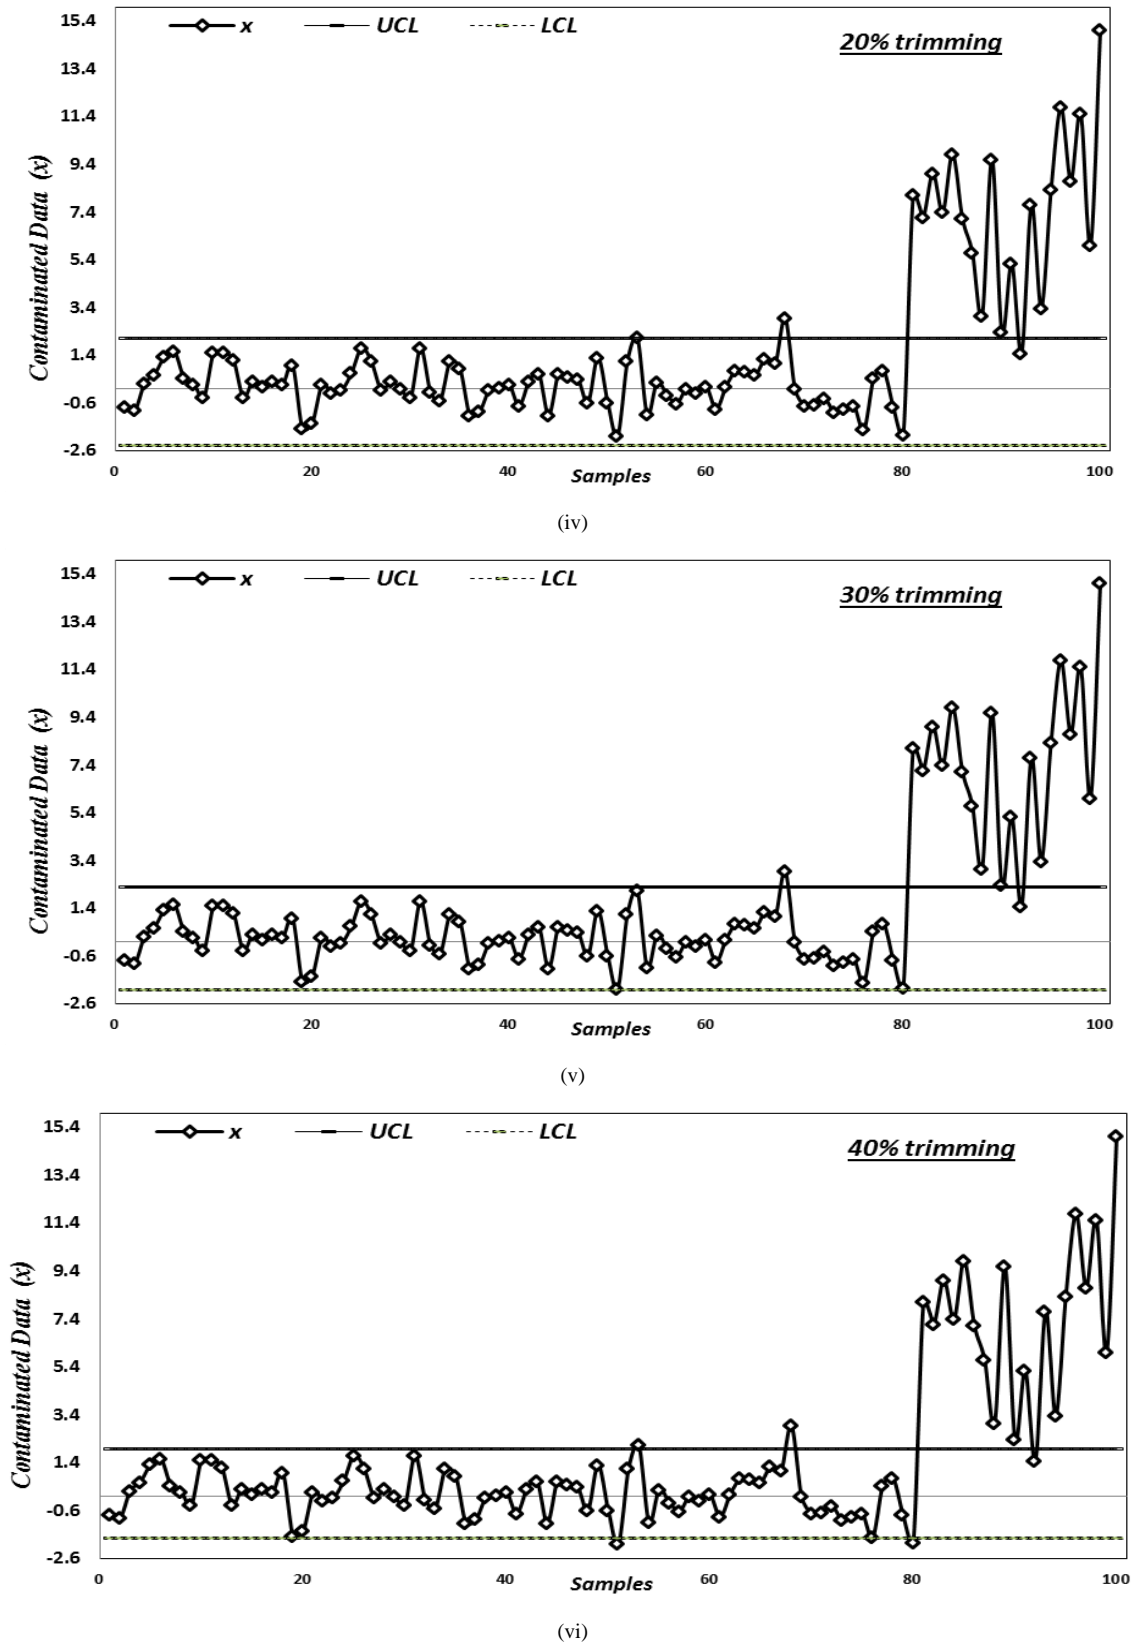 15.4
x UCL LCL
20% trimming
13.4
11.4
9.4
7.4
5.4
3.4
1.4
-0.6
-2.6
Contaminated Data (x)
0 20 40 60 80 100
Samples
(iv)
15.4
x UCL LCL
30% trimming
13.4
11.4
9.4
7.4
5.4
3.4
1.4
-0.6
-2.6
Contaminated Data (x)
0 20 40 60 80 100
Samples
(v)
15.4
x UCL LCL
40% trimming
13.4
11.4
9.4
7.4
5.4
3.4
1.4
-0.6
-2.6
Contaminated Data (x)
0 20 40 60 80 100
Samples
(vi)